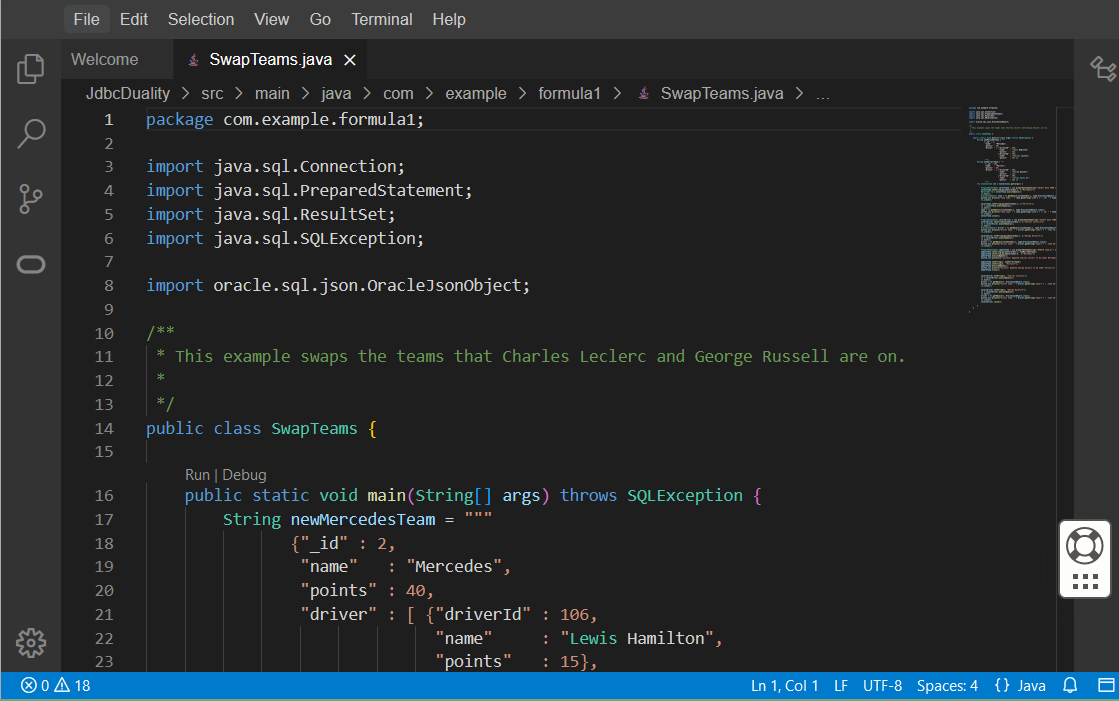 File Edit Selection View Go Terminal Help
Welcome SwapTeams.java ×
JdbcDuality > src > main > java > com > example > formula1 > SwapTeams.java > ...
1 package com.example.formula1;
2
3 import java.sql.Connection;
4 import java.sql.PreparedStatement;
5 import java.sql.ResultSet;
6 import java.sql.SQLException;
7
8 import oracle.sql.json.OracleJsonObject;
9
10 /**
11 * This example swaps the teams that Charles Leclerc and George Russell are on.
12 *
13 */
14 public class SwapTeams {
15
Run | Debug
16 public static void main(String[] args) throws SQLException {
17 String newMercedesTeam = """
18 {"_id" : 2,
19 "name" : "Mercedes",
20 "points" : 40,
21 "driver" : [ {"driverId" : 106,
22 "name" : "Lewis Hamilton",
23 "points" : 15},
0 18 Ln 1, Col 1 LF UTF-8 Spaces: 4 {} Java